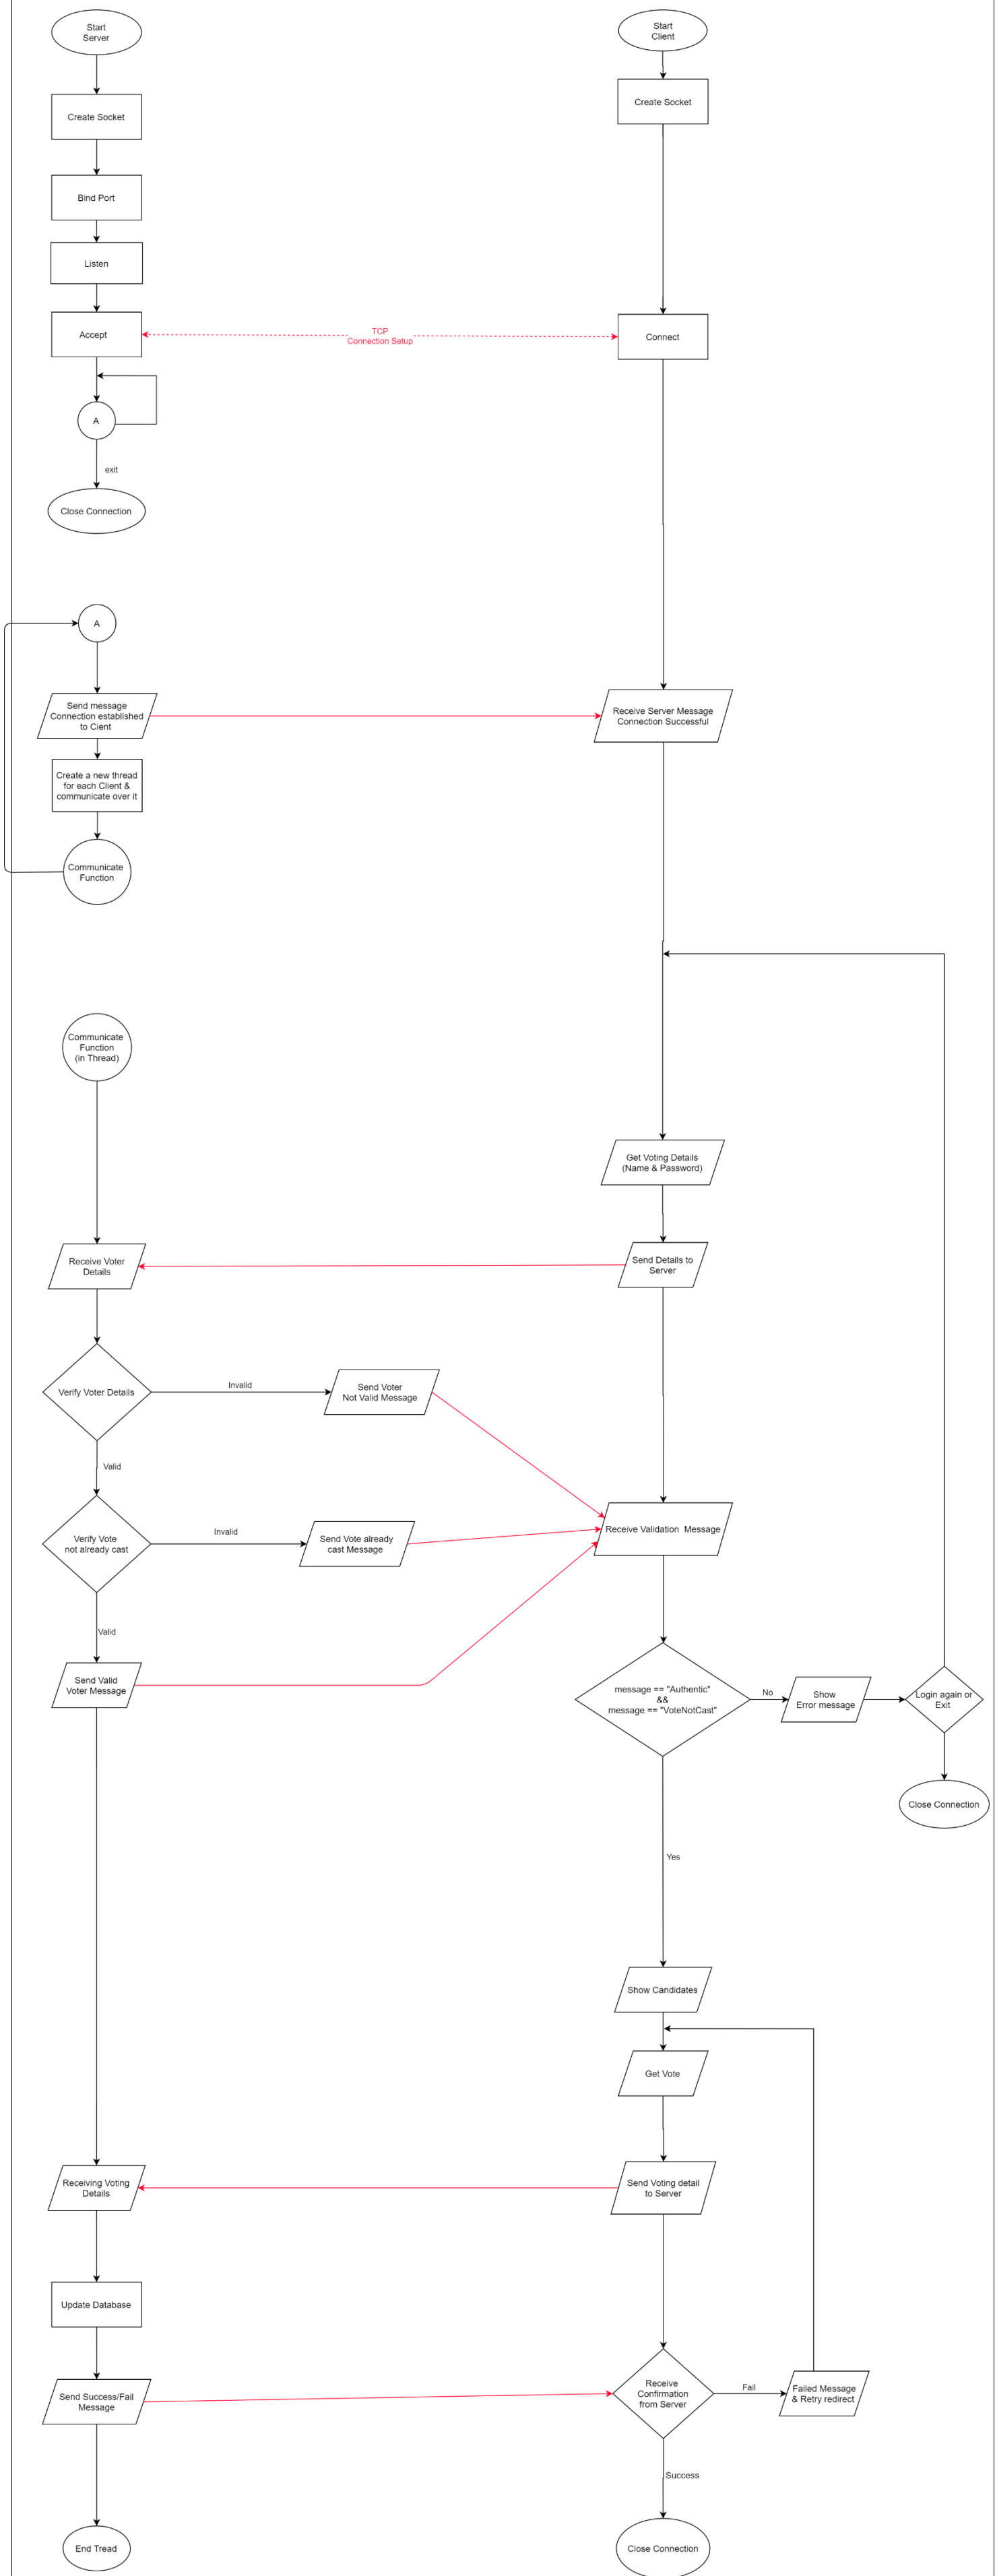 Start
Server
Start
Client
Create Socket
Create Socket
Bind Port
Listen
Accept
TCP
Connection Setup
Connect
A
exit
Close Connection
A
Send message
Connection established
to Cient
Receive Server Message
Connection Successful
Create a new thread
for each Client &
communicate over it
Communicate
Function
Communicate
Function
(in Thread)
Get Voting Details
(Name & Password)
Receive Voter
Details
Send Details to
Server
Verify Voter Details
Invalid
Send Voter
Not Valid Message
Valid
Verify Vote
not already cast
Invalid
Send Vote already
cast Message
Receive Validation  Message
Valid
Send Valid
Voter Message
message == "Authentic"
&&
message == "VoteNotCast"
No
Show
Error message
Login again or
Exit
Close Connection
Yes
Show Candidates
Get Vote
Receiving Voting
Details
Send Voting detail
to Server
Update Database
Send Success/Fail
Message
Receive
Confirmation
from Server
Fail
Failed Message
& Retry redirect
Success
End Tread
Close Connection